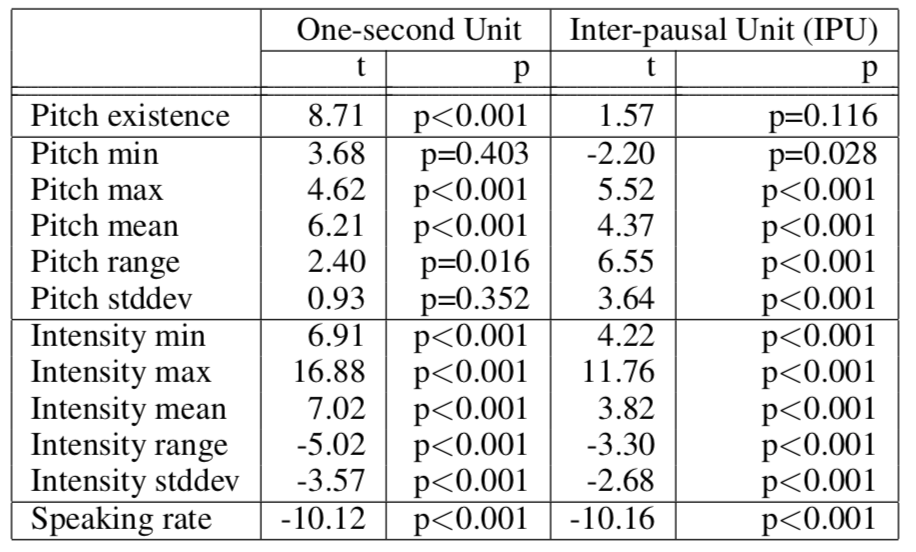 One-second Unit Inter-pausal Unit (IPU)
t p t p
Pitch existence 8.71 p<0.001 1.57 p=0.116
Pitch min 3.68 p=0.403 -2.20 p=0.028
Pitch max 4.62 p<0.001 5.52 p<0.001
Pitch mean 6.21 p<0.001 4.37 p<0.001
Pitch range 2.40 p=0.016 6.55 p<0.001
Pitch stddev 0.93 p=0.352 3.64 p<0.001
Intensity min 6.91 p<0.001 4.22 p<0.001
Intensity max 16.88 p<0.001 11.76 p<0.001
Intensity mean 7.02 p<0.001 3.82 p<0.001
Intensity range -5.02 p<0.001 -3.30 p<0.001
Intensity stddev -3.57 p<0.001 -2.68 p<0.001
Speaking rate -10.12 p<0.001 -10.16 p<0.001